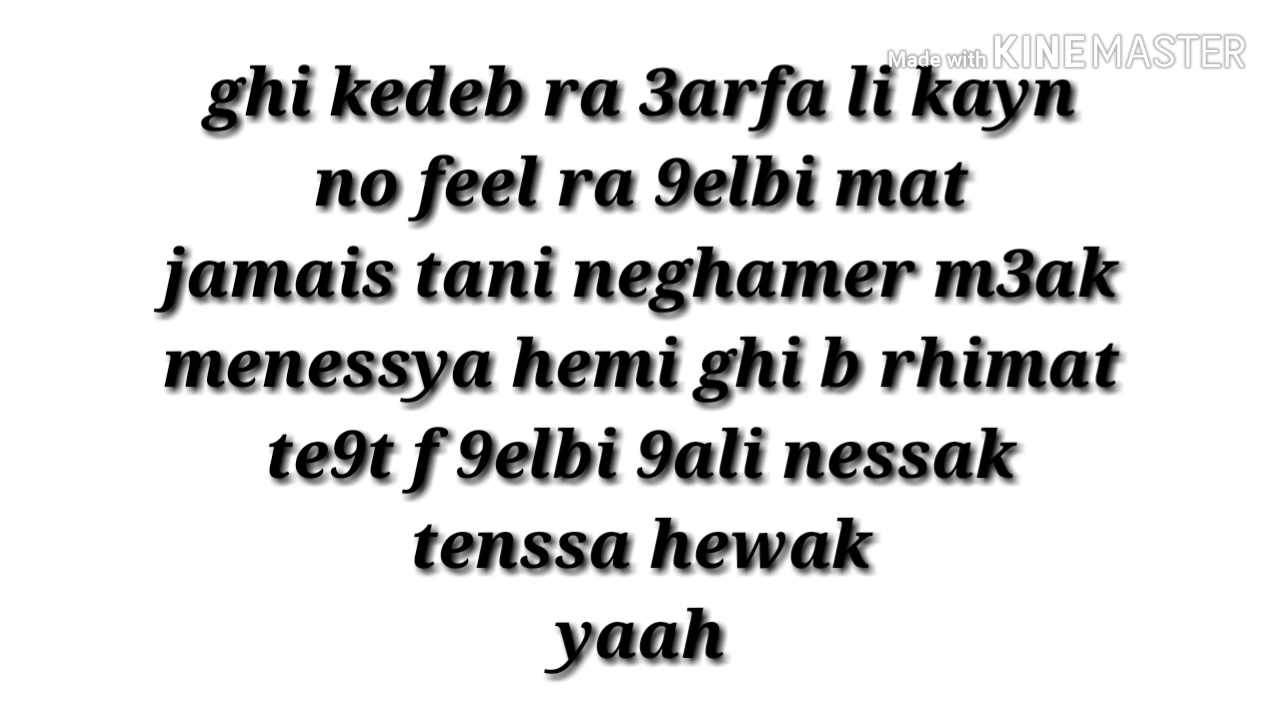 Made with KINEMASTER
ghi kedeb ra 3arfa li kayn
no feel ra 9elbi mat
jamais tani neghamer m3ak
menessya hemi ghi b rhimat
te9t f 9elbi 9ali nessak
tenssa hewak
yaah